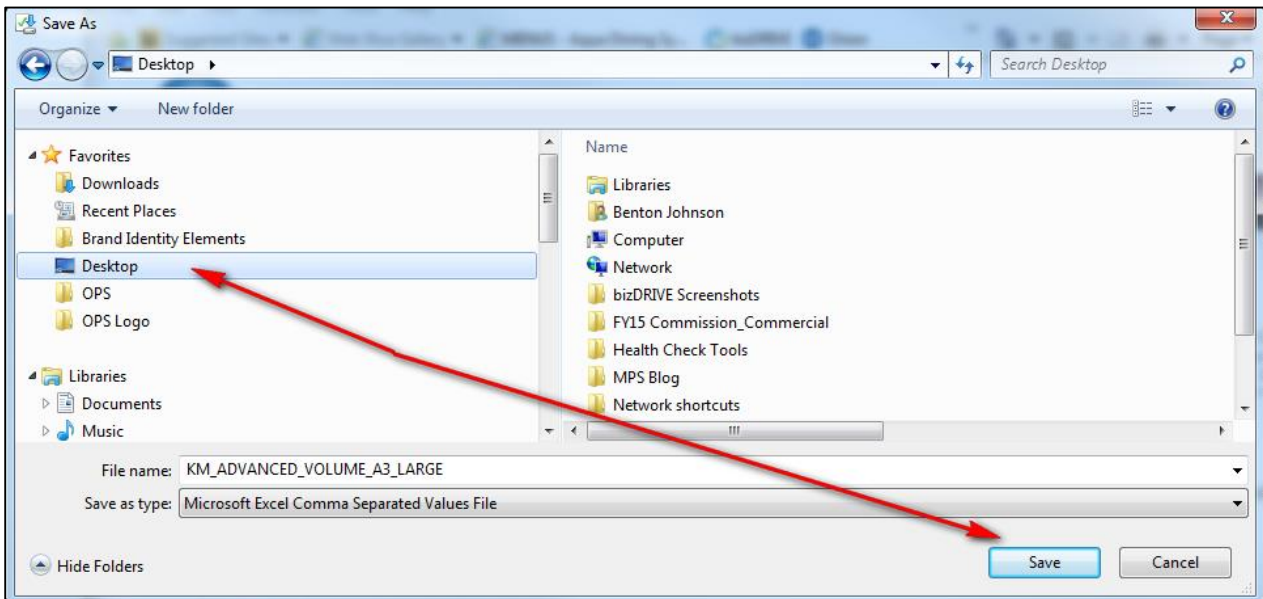 Save As
Desktop
Search Desktop
Organize
New folder
Favorites
Downloads
Recent Places
Brand Identity Elements
Desktop
OPS
OPS Logo
Libraries
Documents
Music
Name
Libraries
Benton Johnson
Computer
Network
bizDRIVE Screenshots
FY15 Commission_Commercial
Health Check Tools
MPS Blog
Network shortcuts
File name: KM_ADVANCED_VOLUME_A3_LARGE
Save as type: Microsoft Excel Comma Separated Values File
Hide Folders
Save
Cancel